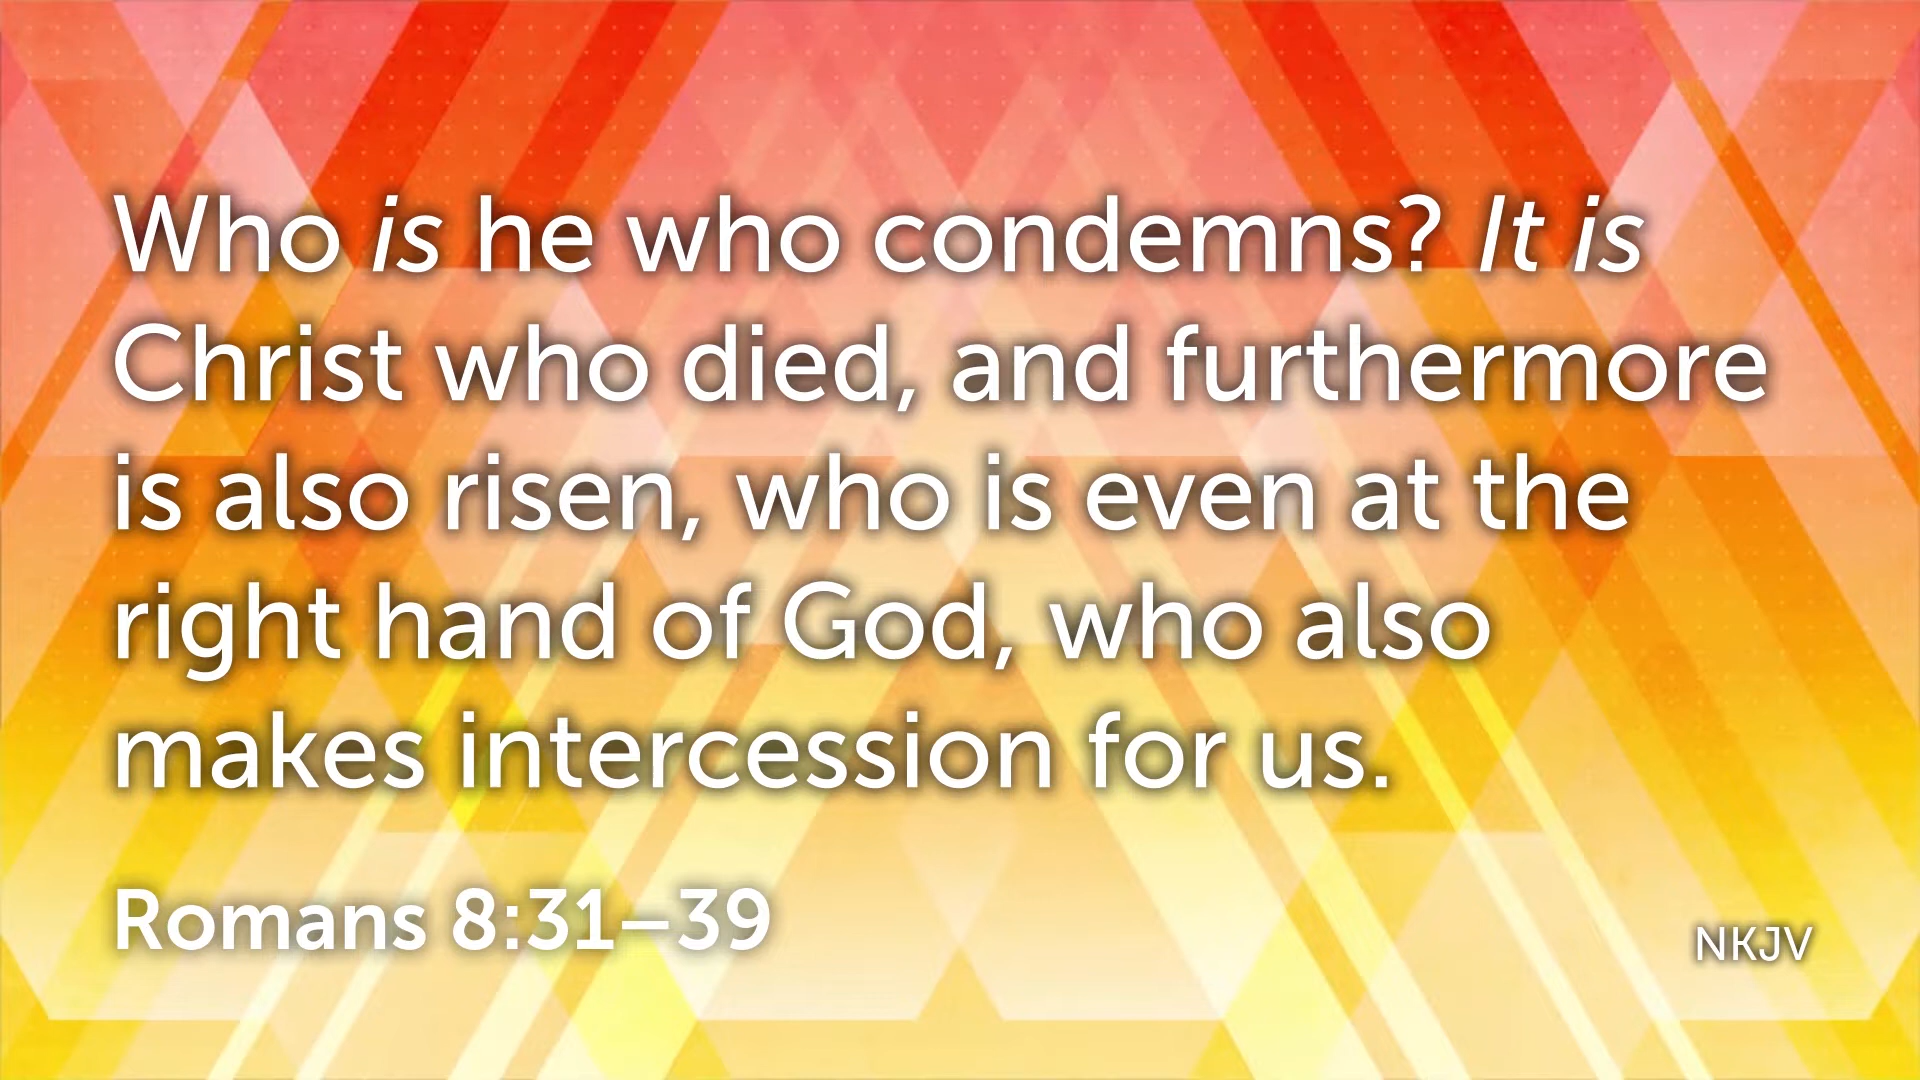 Who is he who condemns? It is
Christ who died, and furthermore
is also risen, who is even at the
right hand of God, who also
makes intercession for us.
Romans 8:31–39
NKJV